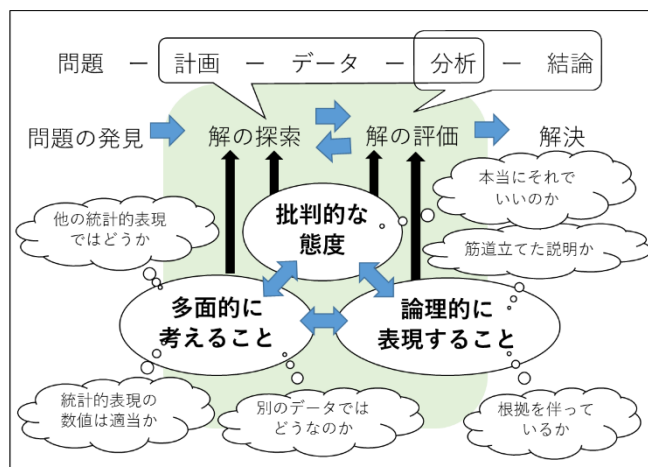 問題 － 計画 － データ － 分析 － 結論
問題の発見
解の探索
解の評価
解決
本当にそれで
いいのか
他の統計的表現
ではどうか
批判的な
態度
筋道立てた説明か
多面的に
考えること
論理的に
表現すること
統計的表現の
数値は適当か
別のデータでは
どうなのか
根拠を伴って
いるか